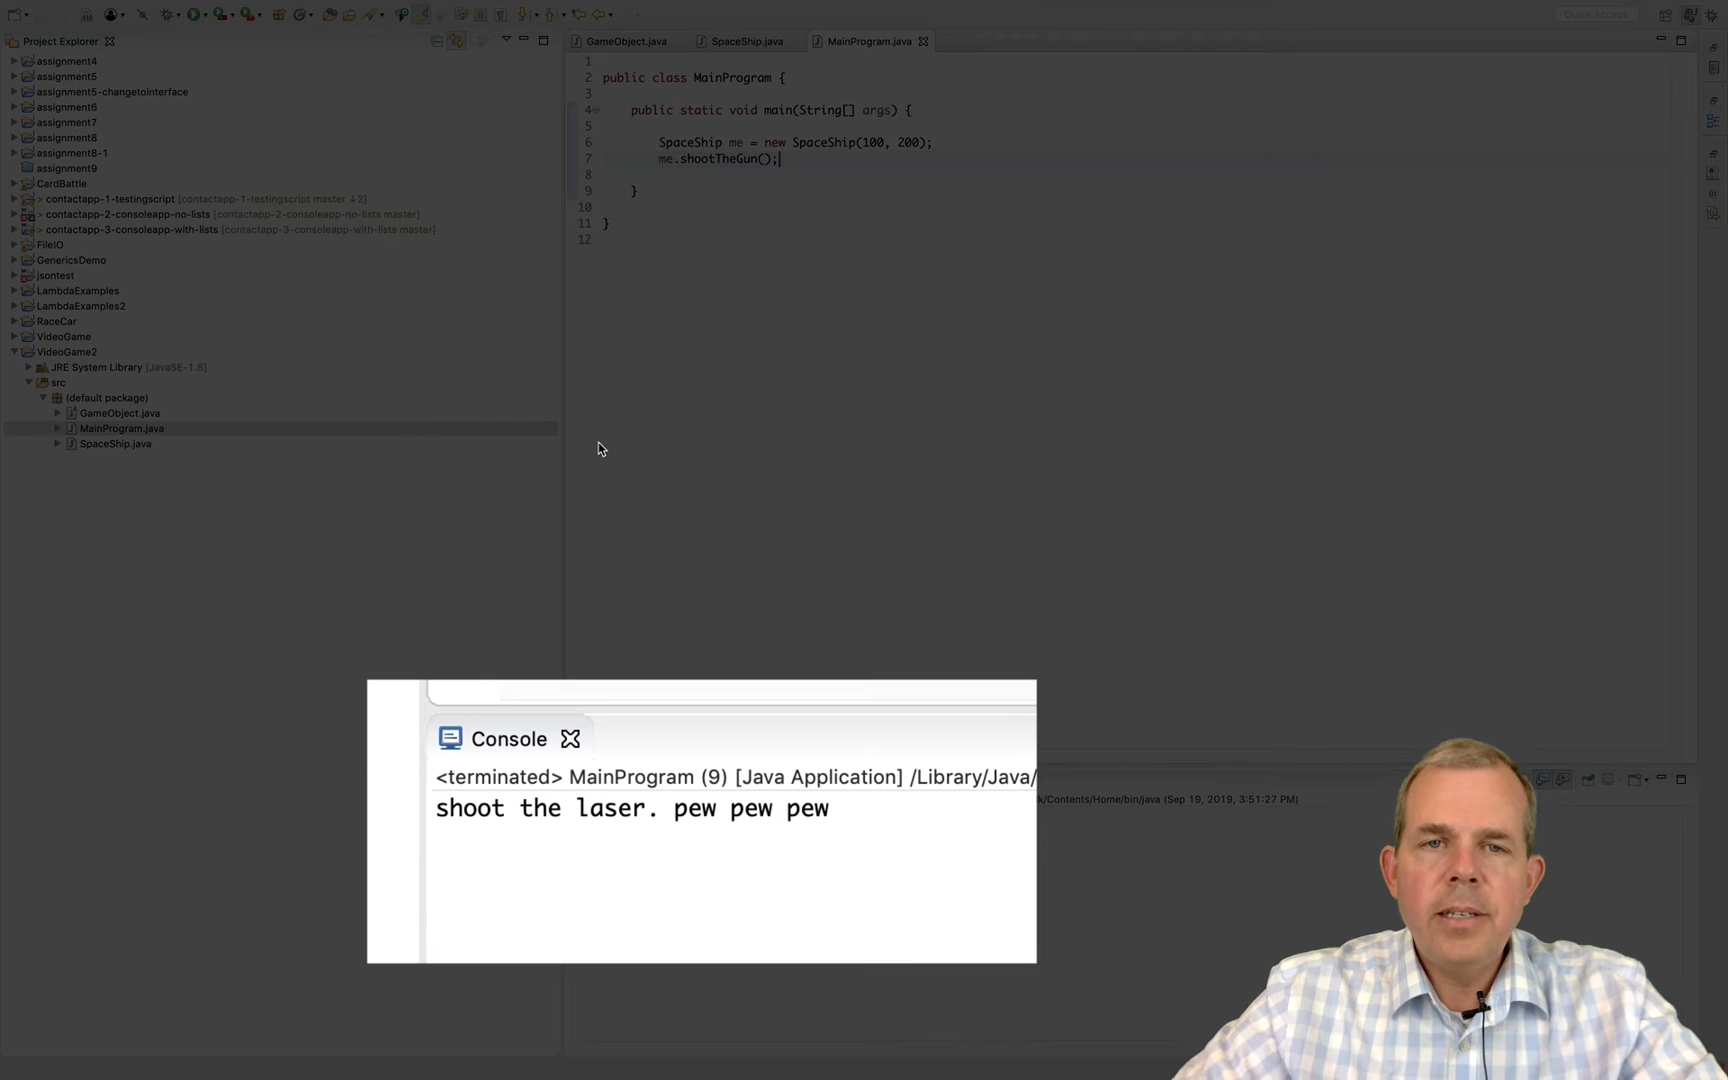 Quick Access
Project Explorer
GameObject.java
SpaceShip.java
MainProgram.java
assignment4
assignment5
assignment5-changetointerface
assignment6
assignment7
assignment8
assignment8-1
assignment9
CardBattle
> contactapp-1-testingscript [contactapp-1-testingscript master ↓2]
> contactapp-2-consoleapp-no-lists [contactapp-2-consoleapp-no-lists master]
> contactapp-3-consoleapp-with-lists [contactapp-3-consoleapp-with-lists master]
FileIO
GenericsDemo
jsontest
LambdaExamples
LambdaExamples2
RaceCar
VideoGame
VideoGame2
JRE System Library [JavaSE-1.8]
src
(default package)
GameObject.java
MainProgram.java
SpaceShip.java
1
2 public class MainProgram {
3
4 public static void main(String[] args) {
5
6 SpaceShip me = new SpaceShip(100, 200);
7 me.shootTheGun();
8
9 }
10
11 }
12
Console
<terminated> MainProgram (9) [Java Application] /Library/Java/
k/Contents/Home/bin/java (Sep 19, 2019, 3:51:27 PM)
shoot the laser. pew pew pew